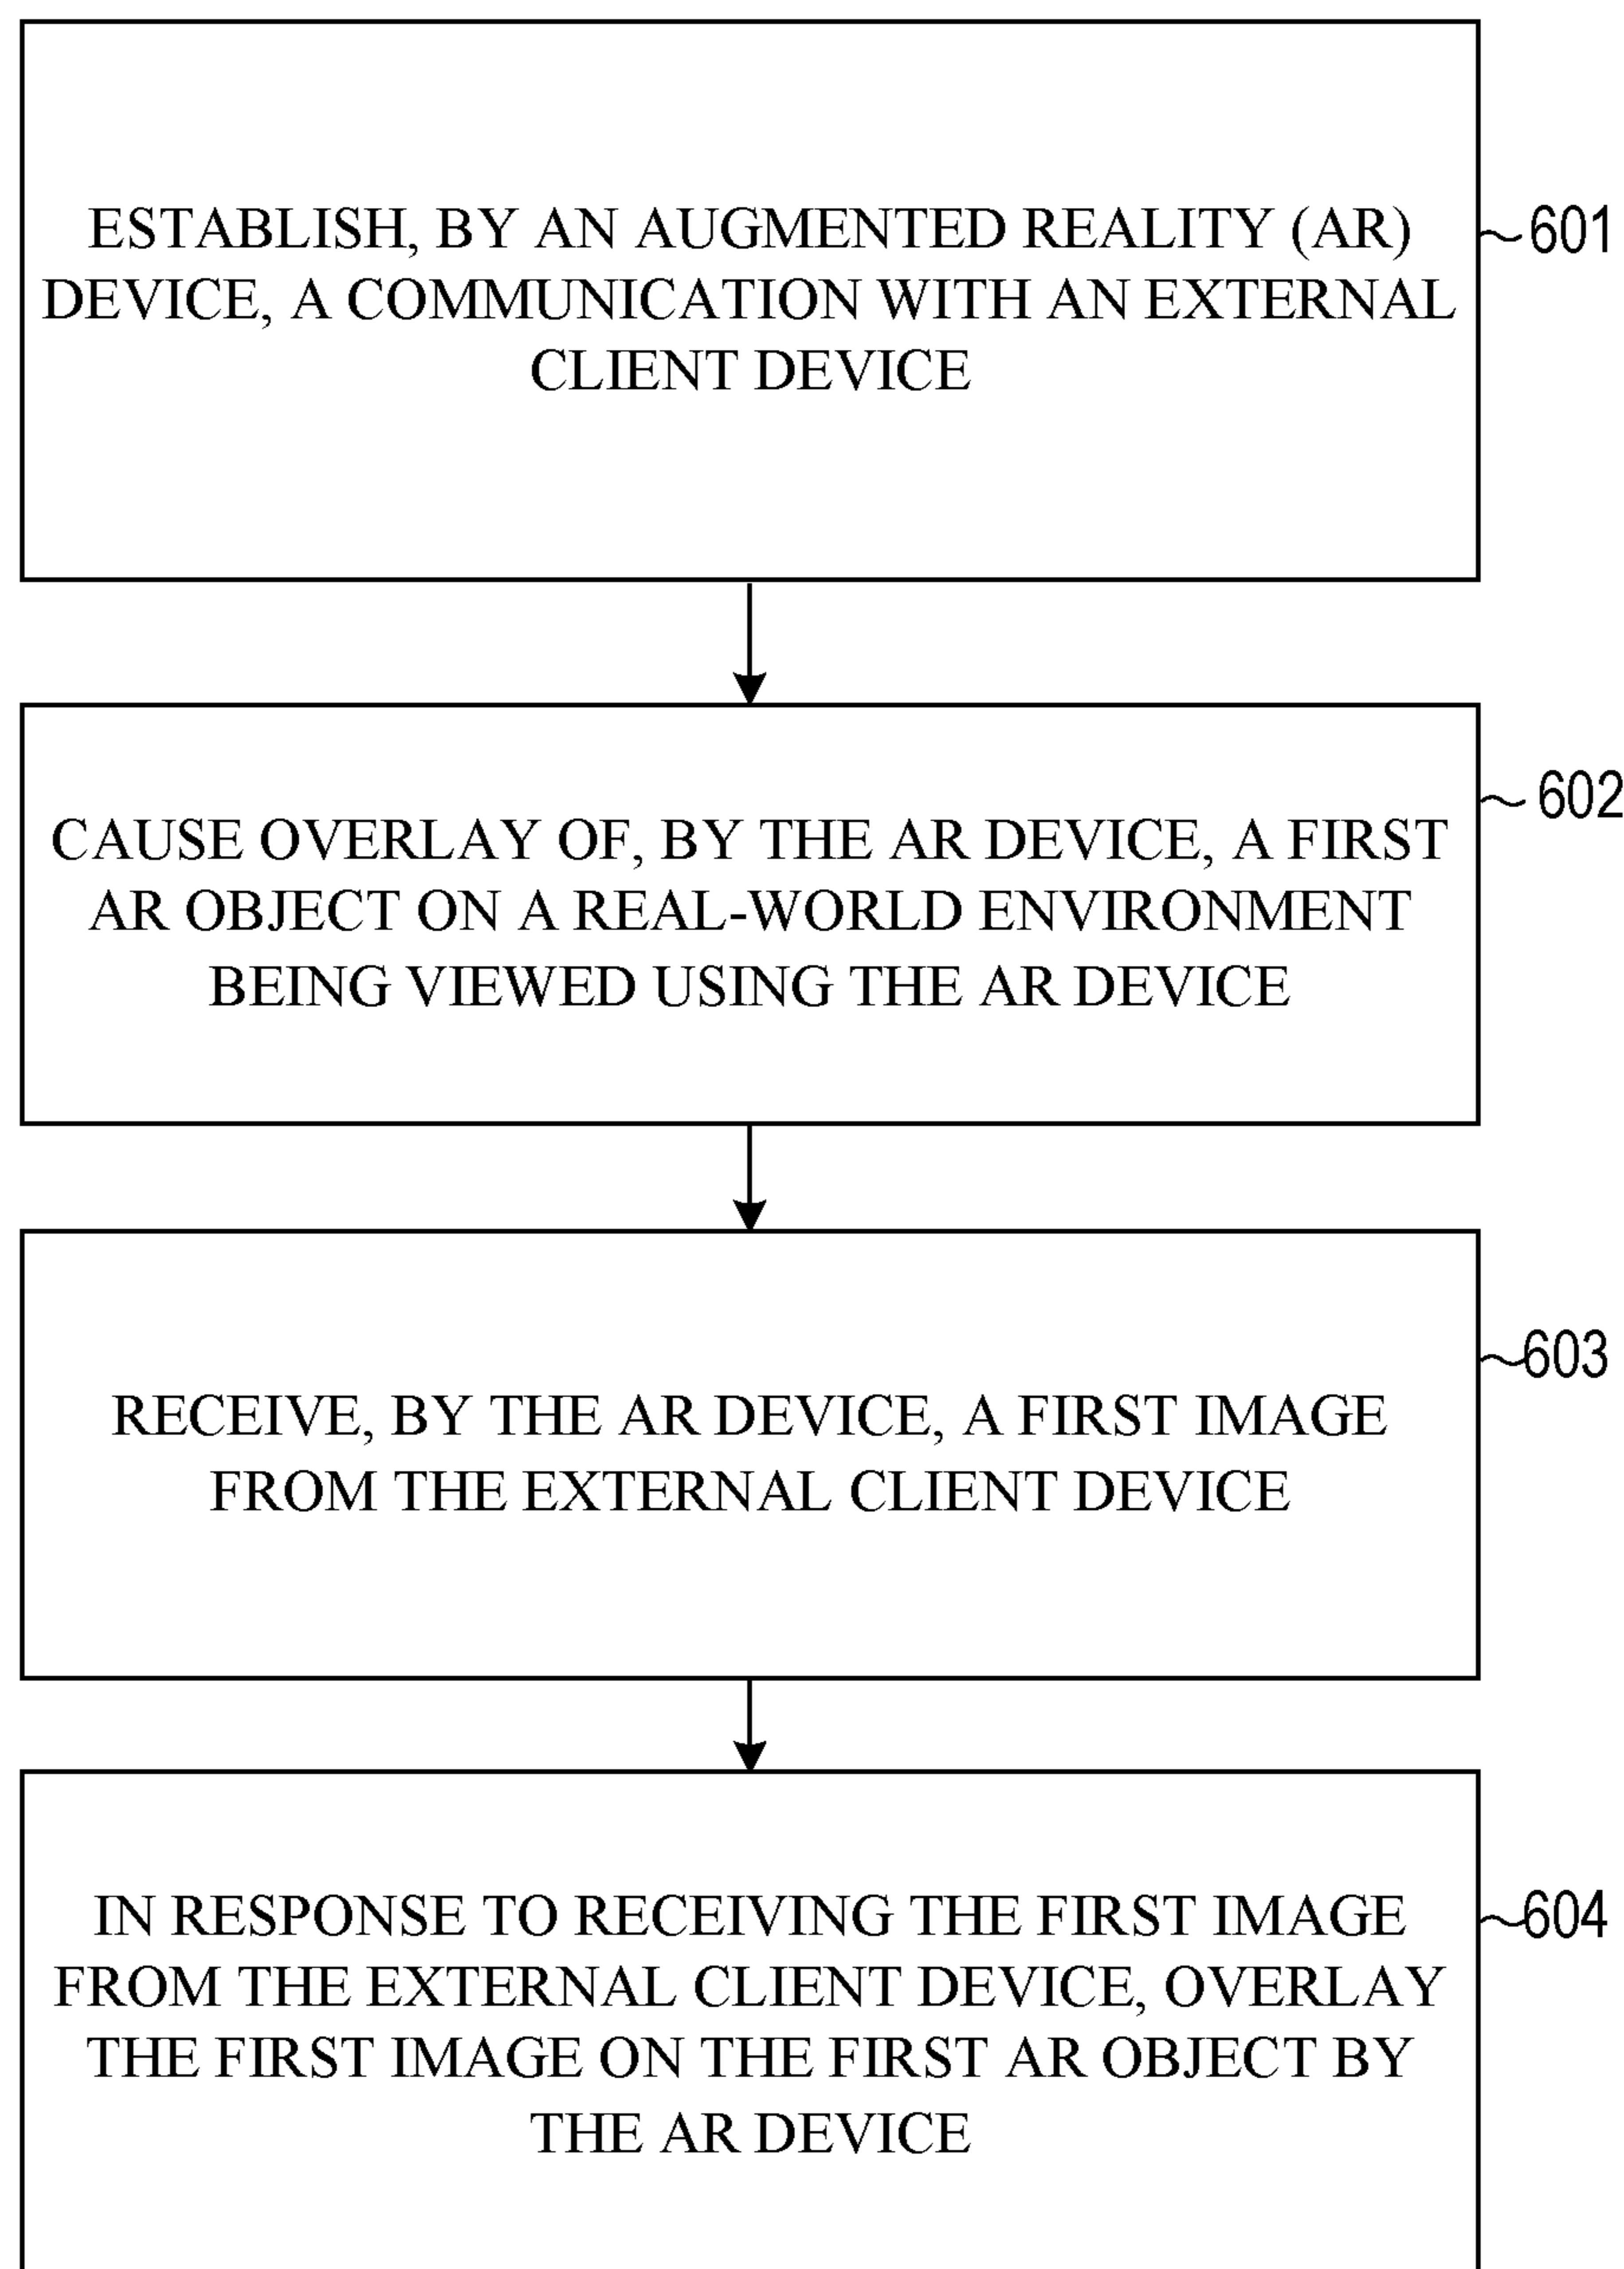 ESTABLISH, BY AN AUGMENTED REALITY (AR)
DEVICE, A COMMUNICATION WITH AN EXTERNAL
CLIENT DEVICE
601
CAUSE OVERLAY OF, BY THE AR DEVICE, A FIRST
AR OBJECT ON A REAL-WORLD ENVIRONMENT
BEING VIEWED USING THE AR DEVICE
602
RECEIVE, BY THE AR DEVICE, A FIRST IMAGE
FROM THE EXTERNAL CLIENT DEVICE
603
IN RESPONSE TO RECEIVING THE FIRST IMAGE
FROM THE EXTERNAL CLIENT DEVICE, OVERLAY
THE FIRST IMAGE ON THE FIRST AR OBJECT BY
THE AR DEVICE
604